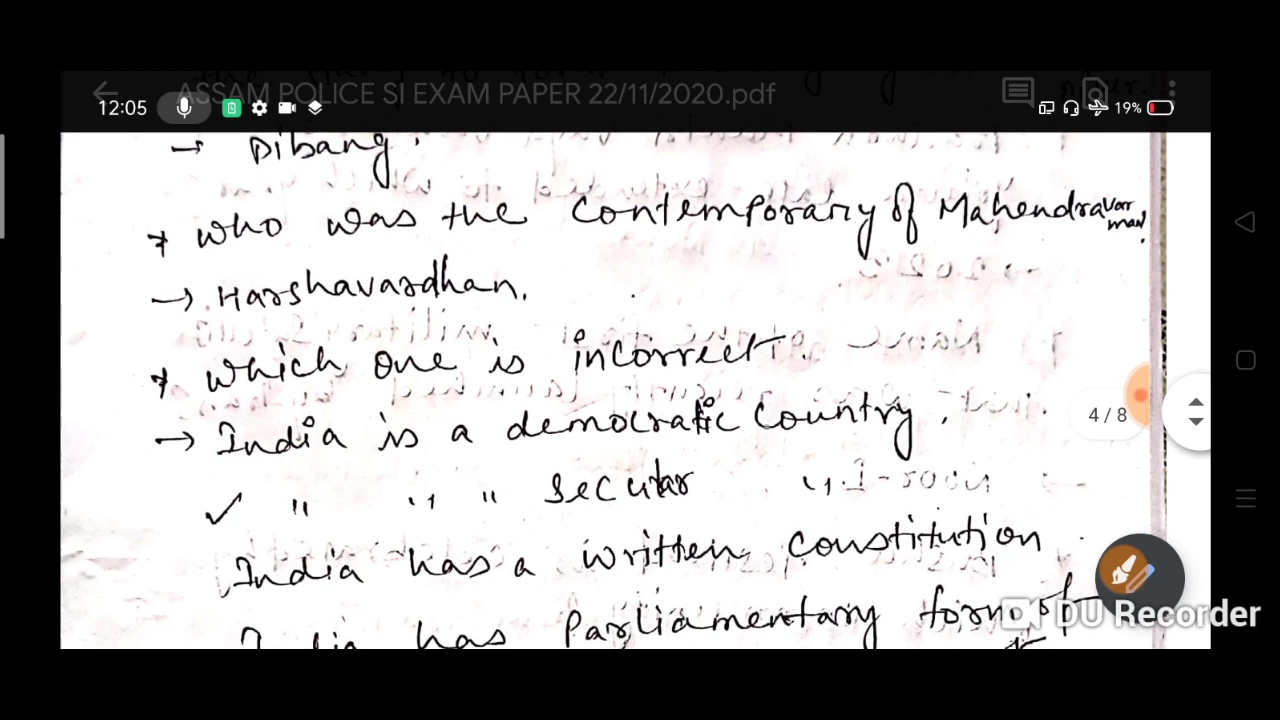 ASSAM POLICE SI EXAM PAPER 22/11/2020.pdf
12:05
19%
→ Dibang.
* who was the contemporary of Mahendravarman.
→ Harshavardhan.
* which one is incorrect.
→ India is a democratic country.
4/8
✓ " " " secular "
India has a written constitution
India has Parliamentary form of
DU Recorder